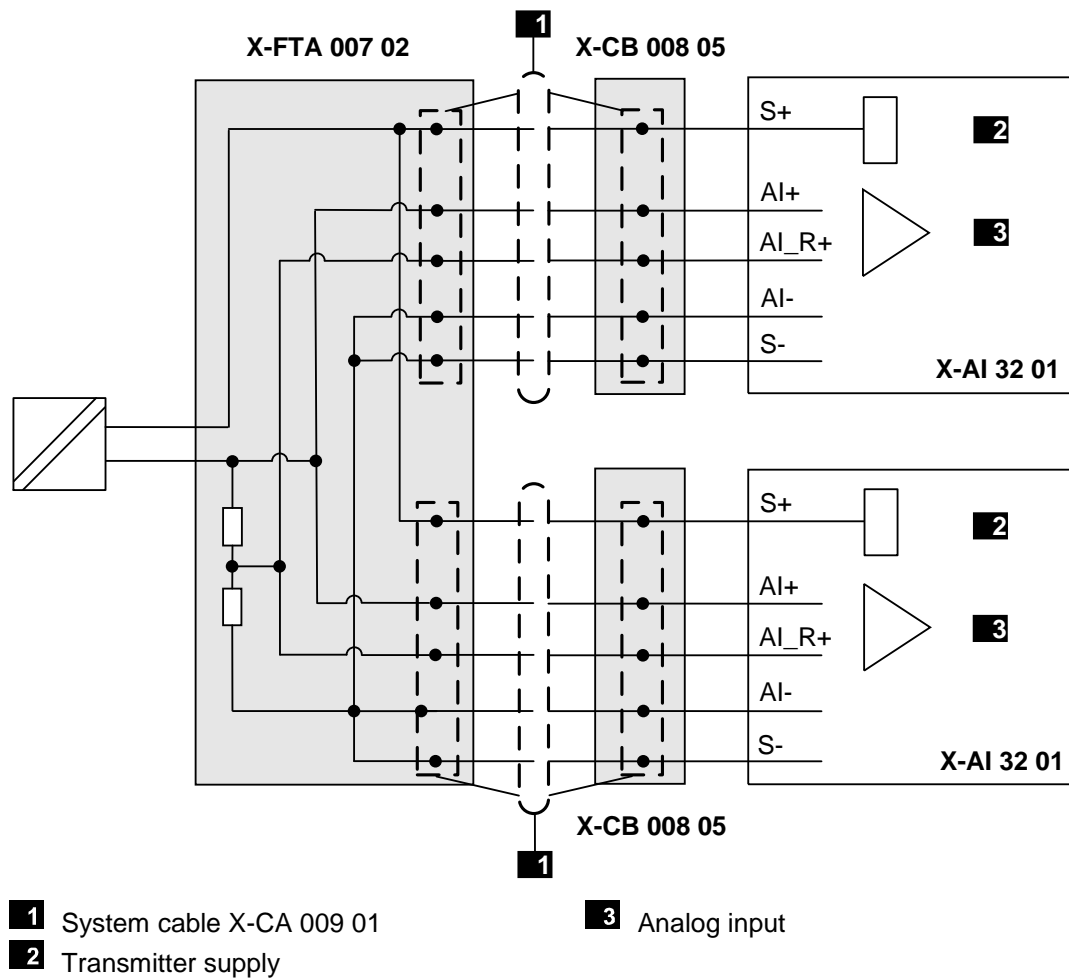 1
X-FTA 007 02
X-CB 008 05
S+
2
AI+
3
AI_R+
AI-
S-
X-AI 32 01
S+
2
AI+
3
AI_R+
AI-
S-
X-AI 32 01
X-CB 008 05
1
1 System cable X-CA 009 01
3 Analog input
2 Transmitter supply